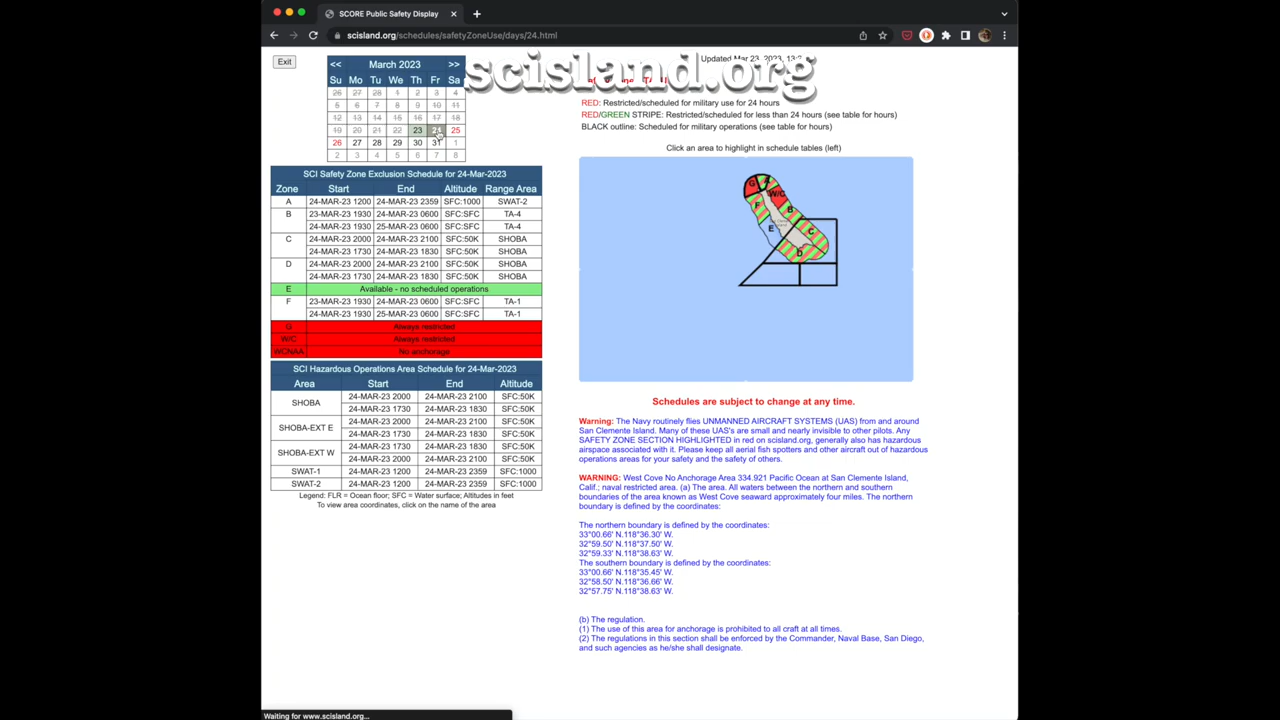 SCORE Public Safety Display
scisland.org/schedules/safetyZoneUse/days/24.html
scisland.org
Exit
<< March 2023 >>
Su Mo Tu We Th Fr Sa
26 27 28 1 2 3 4
5 6 7 8 9 10 11
12 13 14 15 16 17 18
19 20 21 22 23 24 25
26 27 28 29 30 31 1
2 3 4 5 6 7 8
SCI Safety Zone Exclusion Schedule for 24-Mar-2023
Zone Start End Altitude Range Area
A 24-MAR-23 1200 24-MAR-23 2359 SFC:1000 SWAT-2
B 23-MAR-23 1930 24-MAR-23 0600 SFC:SFC TA-4
24-MAR-23 1930 25-MAR-23 0600 SFC:SFC TA-4
C 24-MAR-23 2000 24-MAR-23 2100 SFC:50K SHOBA
24-MAR-23 1730 24-MAR-23 1830 SFC:50K SHOBA
D 24-MAR-23 2000 24-MAR-23 2100 SFC:50K SHOBA
24-MAR-23 1730 24-MAR-23 1830 SFC:50K SHOBA
E Available - no scheduled operations
F 23-MAR-23 1930 24-MAR-23 0600 SFC:SFC TA-1
24-MAR-23 1930 25-MAR-23 0600 SFC:SFC TA-1
G Always restricted
W/C Always restricted
WCNAA No anchorage
SCI Hazardous Operations Area Schedule for 24-Mar-2023
Area Start End Altitude
SHOBA 24-MAR-23 2000 24-MAR-23 2100 SFC:50K
24-MAR-23 1730 24-MAR-23 1830 SFC:50K
SHOBA-EXT E 24-MAR-23 2000 24-MAR-23 2100 SFC:50K
24-MAR-23 1730 24-MAR-23 1830 SFC:50K
SHOBA-EXT W 24-MAR-23 1730 24-MAR-23 1830 SFC:50K
24-MAR-23 2000 24-MAR-23 2100 SFC:50K
SWAT-1 24-MAR-23 1200 24-MAR-23 2359 SFC:1000
SWAT-2 24-MAR-23 1200 24-MAR-23 2359 SFC:1000
Legend: FLR = Ocean floor; SFC = Water surface; Altitudes in feet
To view area coordinates, click on the name of the area
Updated Mar 23, 2023,
RED: Restricted/scheduled for military use for 24 hours
RED/GREEN STRIPE: Restricted/scheduled for less than 24 hours (see table for hours)
BLACK outline: Scheduled for military operations (see table for hours)
Click an area to highlight in schedule tables (left)
G A
W/C
F B
E C
D
Schedules are subject to change at any time.
Warning: The Navy routinely flies UNMANNED AIRCRAFT SYSTEMS (UAS) from and around
San Clemente Island. Many of these UAS's are small and nearly invisible to other pilots. Any
SAFETY ZONE SECTION HIGHLIGHTED in red on scisland.org, generally also has hazardous
airspace associated with it. Please keep all aerial fish spotters and other aircraft out of hazardous
operations areas for your safety and the safety of others.
WARNING: West Cove No Anchorage Area 334.921 Pacific Ocean at San Clemente Island,
Calif.; naval restricted area. (a) The area. All waters between the northern and southern
boundaries of the area known as West Cove seaward approximately four miles. The northern
boundary is defined by the coordinates:
The northern boundary is defined by the coordinates:
33°00.66' N.118°36.30' W.
32°59.50' N.118°37.50' W.
32°59.33' N.118°38.63' W.
The southern boundary is defined by the coordinates:
33°00.66' N.118°35.45' W.
32°58.50' N.118°36.66' W.
32°57.75' N.118°38.63' W.
(b) The regulation.
(1) The use of this area for anchorage is prohibited to all craft at all times.
(2) The regulations in this section shall be enforced by the Commander, Naval Base, San Diego,
and such agencies as he/she shall designate.
Waiting for www.scisland.org...